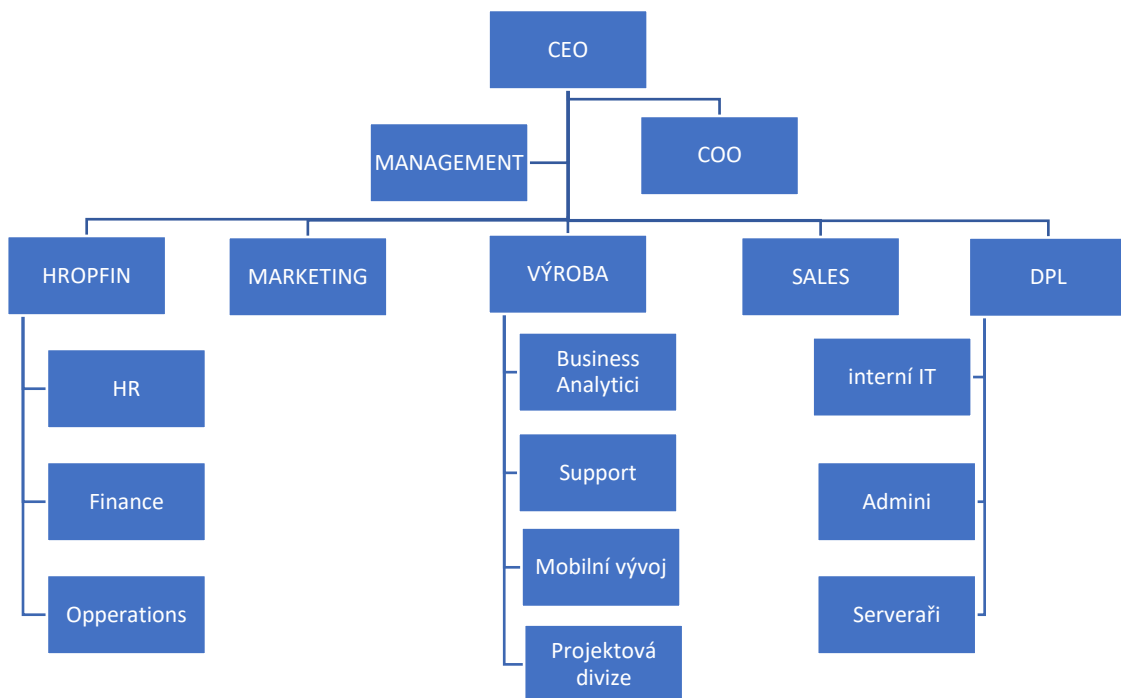 CEO
MANAGEMENT
COO
HROPFIN
MARKETING
VÝROBA
SALES
DPL
HR
Finance
Opperations
Business
Analytici
Support
Mobilní vývoj
Projektová
divize
interní IT
Admini
Serveraři